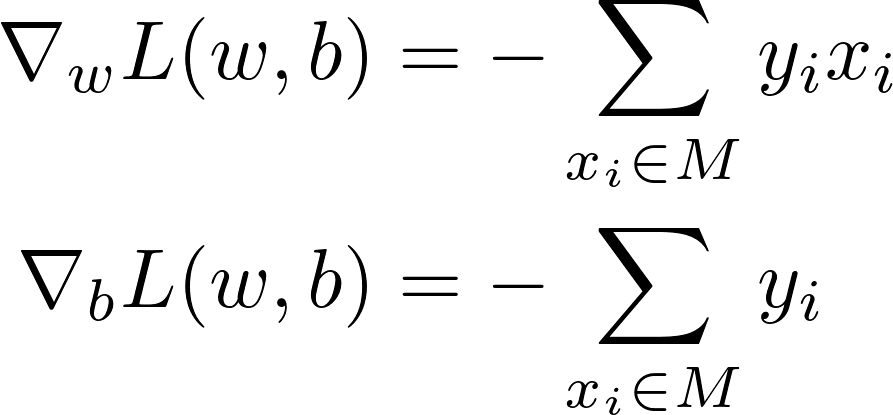 ∇_w L(w, b) = − ∑_{x_i∈M} y_i x_i
∇_b L(w, b) = − ∑_{x_i∈M} y_i